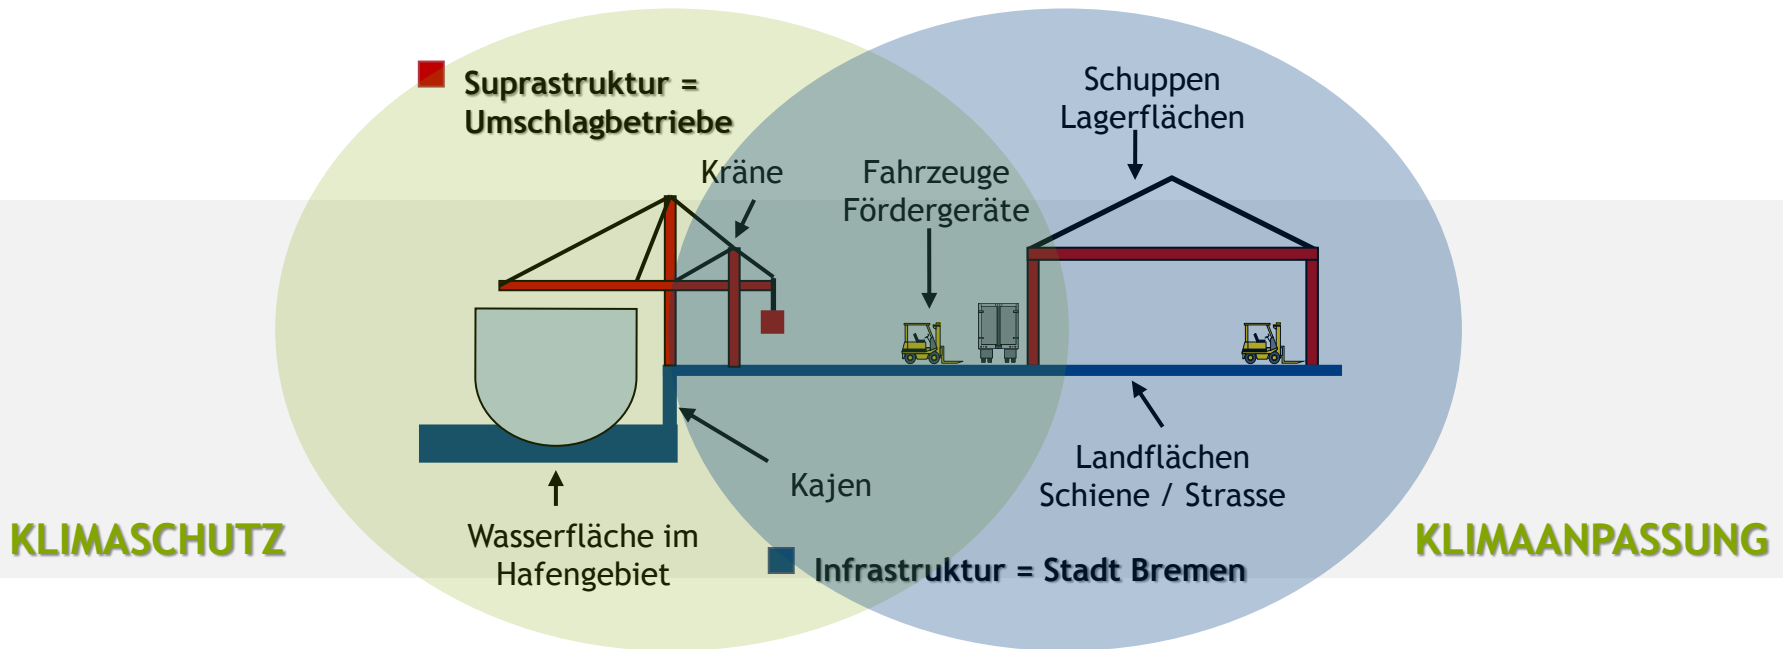 Suprastruktur =
Umschlagbetriebe
Schuppen
Lagerflächen
Kräne
Fahrzeuge
Fördergeräte
Kajen
Landflächen
Schiene / Strasse
KLIMASCHUTZ
Wasserfläche im
Hafengebiet
KLIMAANPASSUNG
Infrastruktur = Stadt Bremen